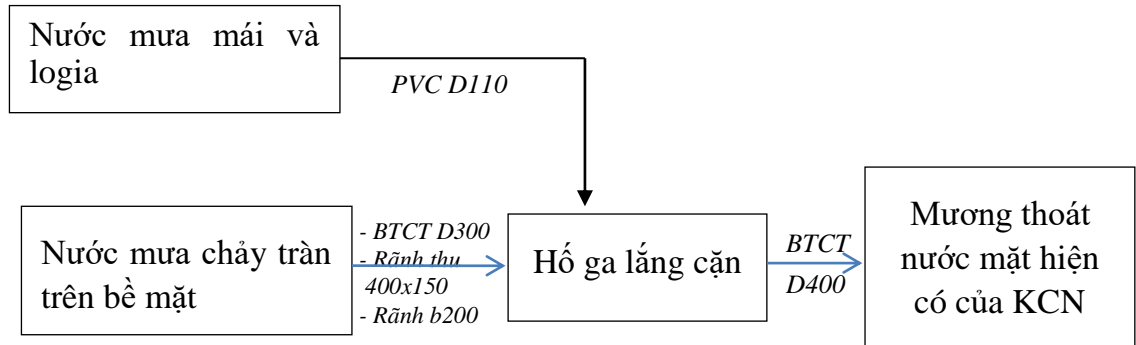 Nước mưa mái và
logia
PVC D110
Nước mưa chảy tràn
trên bề mặt
- BTCT D300
- Rãnh thu
400x150
- Rãnh b200
Hố ga lắng cặn
BTCT
D400
Mương thoát
nước mặt hiện
có của KCN